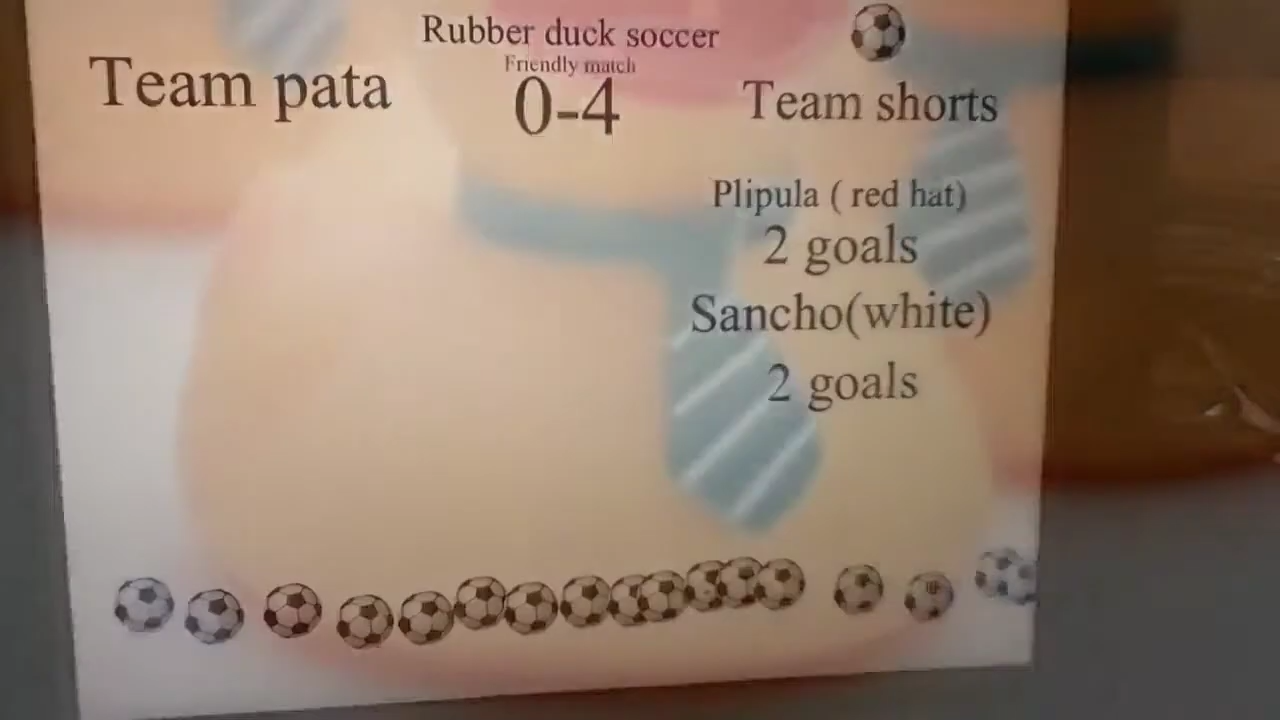 Rubber duck soccer
Friendly match
Team pata
0-4
Team shorts
Plipula ( red hat)
2 goals
Sancho(white)
2 goals